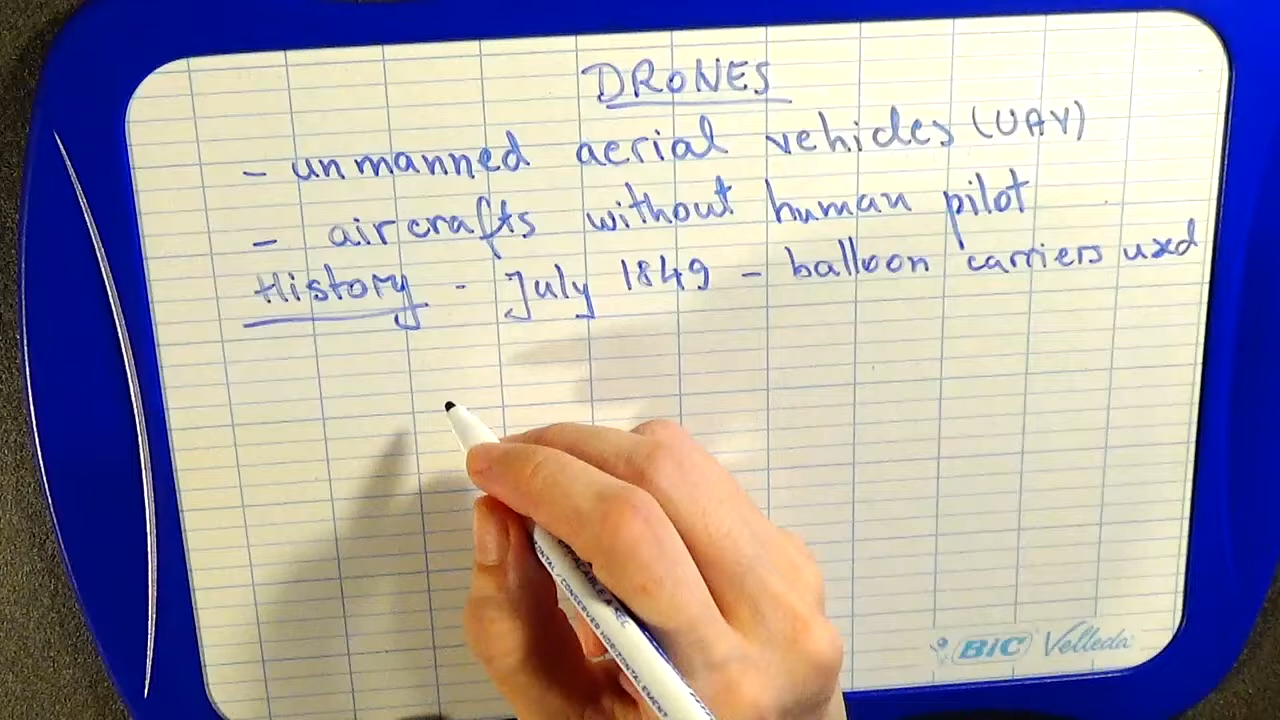 DRONES
- unmanned aerial vehicles (UAV)
- aircrafts without human pilot
History - July 1849 - balloon carriers used
BIC Velleda